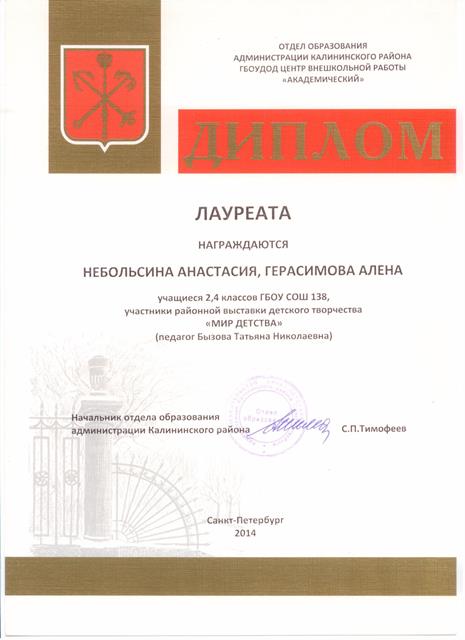 ОТДЕЛ ОБРАЗОВАНИЯ
АДМИНИСТРАЦИИ КАЛИНИНСКОГО РАЙОНА
ГБОУДОД ЦЕНТР ВНЕШКОЛЬНОЙ РАБОТЫ
«АКАДЕМИЧЕСКИЙ»
ДИПЛОМ
ЛАУРЕАТА
НАГРАЖДАЮТСЯ
НЕБОЛЬСИНА АНАСТАСИЯ, ГЕРАСИМОВА АЛЕНА
учащиеся 2,4 классов ГБОУ СОШ 138,
участники районной выставки детского творчества
«МИР ДЕТСТВА»
(педагог Бызова Татьяна Николаевна)
Отдел
образования
Начальник отдела образования
администрации Калининского района
С.П.Тимофеев
Санкт-Петербург
2014